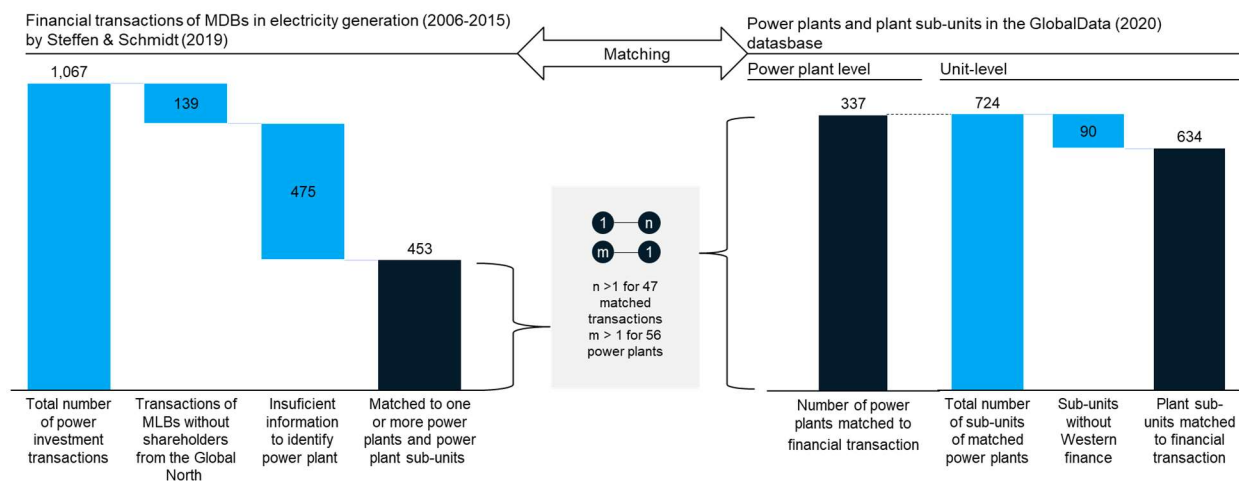 Financial transactions of MDBs in electricity generation (2006-2015)
by Steffen & Schmidt (2019)
Matching
Power plants and plant sub-units in the GlobalData (2020)
datasbase
Power plant level
Unit-level
1,067
139
475
453
1
n
m
1
n >1 for 47
matched
transactions
m > 1 for 56
power plants
337
724
90
634
Total number
of power
investment
transactions
Transactions of
MLBs without
shareholders
from the Global
North
Insuficient
information
to identify
power plant
Matched to one
or more power
plants and power
plant sub-units
Number of power
plants matched to
financial transaction
Total number
of sub-units
of matched
power plants
Sub-units
without
Western
finance
Plant sub-
units matched
to financial
transaction